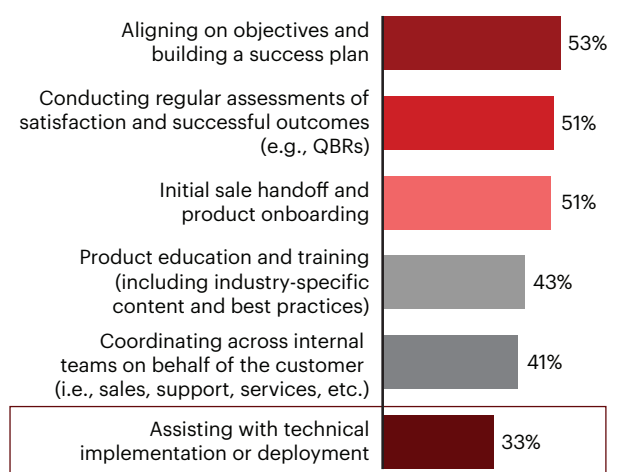 Aligning on objectives and
building a success plan
53%
Conducting regular assessments of
satisfaction and successful outcomes
(e.g., QBRs)
51%
Initial sale handoff and
product onboarding
51%
Product education and training
(including industry-specific
content and best practices)
43%
Coordinating across internal
teams on behalf of the customer
(i.e., sales, support, services, etc.)
41%
Assisting with technical
implementation or deployment
33%